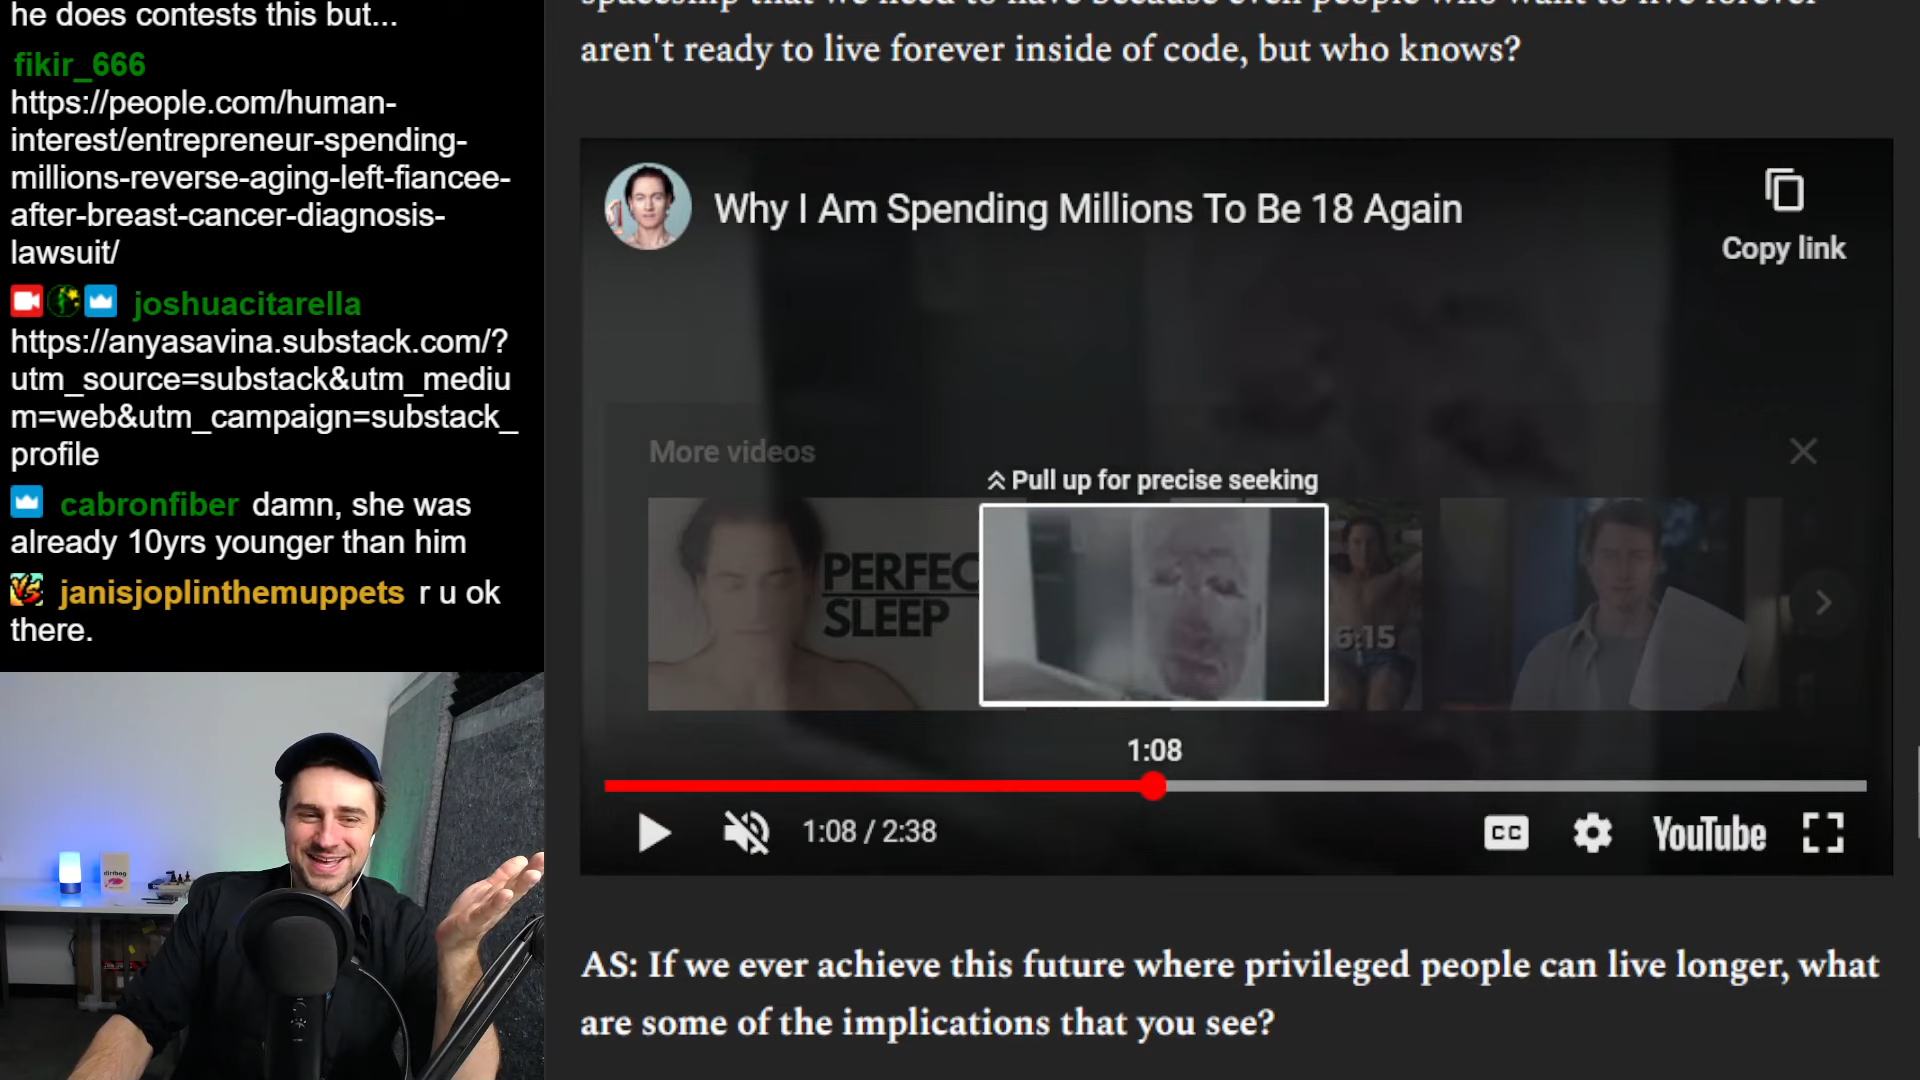 he does contests this but...
fikir_666
https://people.com/human-
interest/entrepreneur-spending-
millions-reverse-aging-left-fiancee-
after-breast-cancer-diagnosis-
lawsuit/
joshuacitarella
https://anyasavina.substack.com/?
utm_source=substack&utm_mediu
m=web&utm_campaign=substack_
profile
cabronfiber damn, she was
already 10yrs younger than him
janisjoplinthemuppets r u ok
there.
spaceship that we need to have because even people who want to live forever
aren't ready to live forever inside of code, but who knows?
Why I Am Spending Millions To Be 18 Again
Copy link
More videos
Pull up for precise seeking
PERFEC
SLEEP
6:15
1:08
1:08 / 2:38
CC
YouTube
AS: If we ever achieve this future where privileged people can live longer, what
are some of the implications that you see?